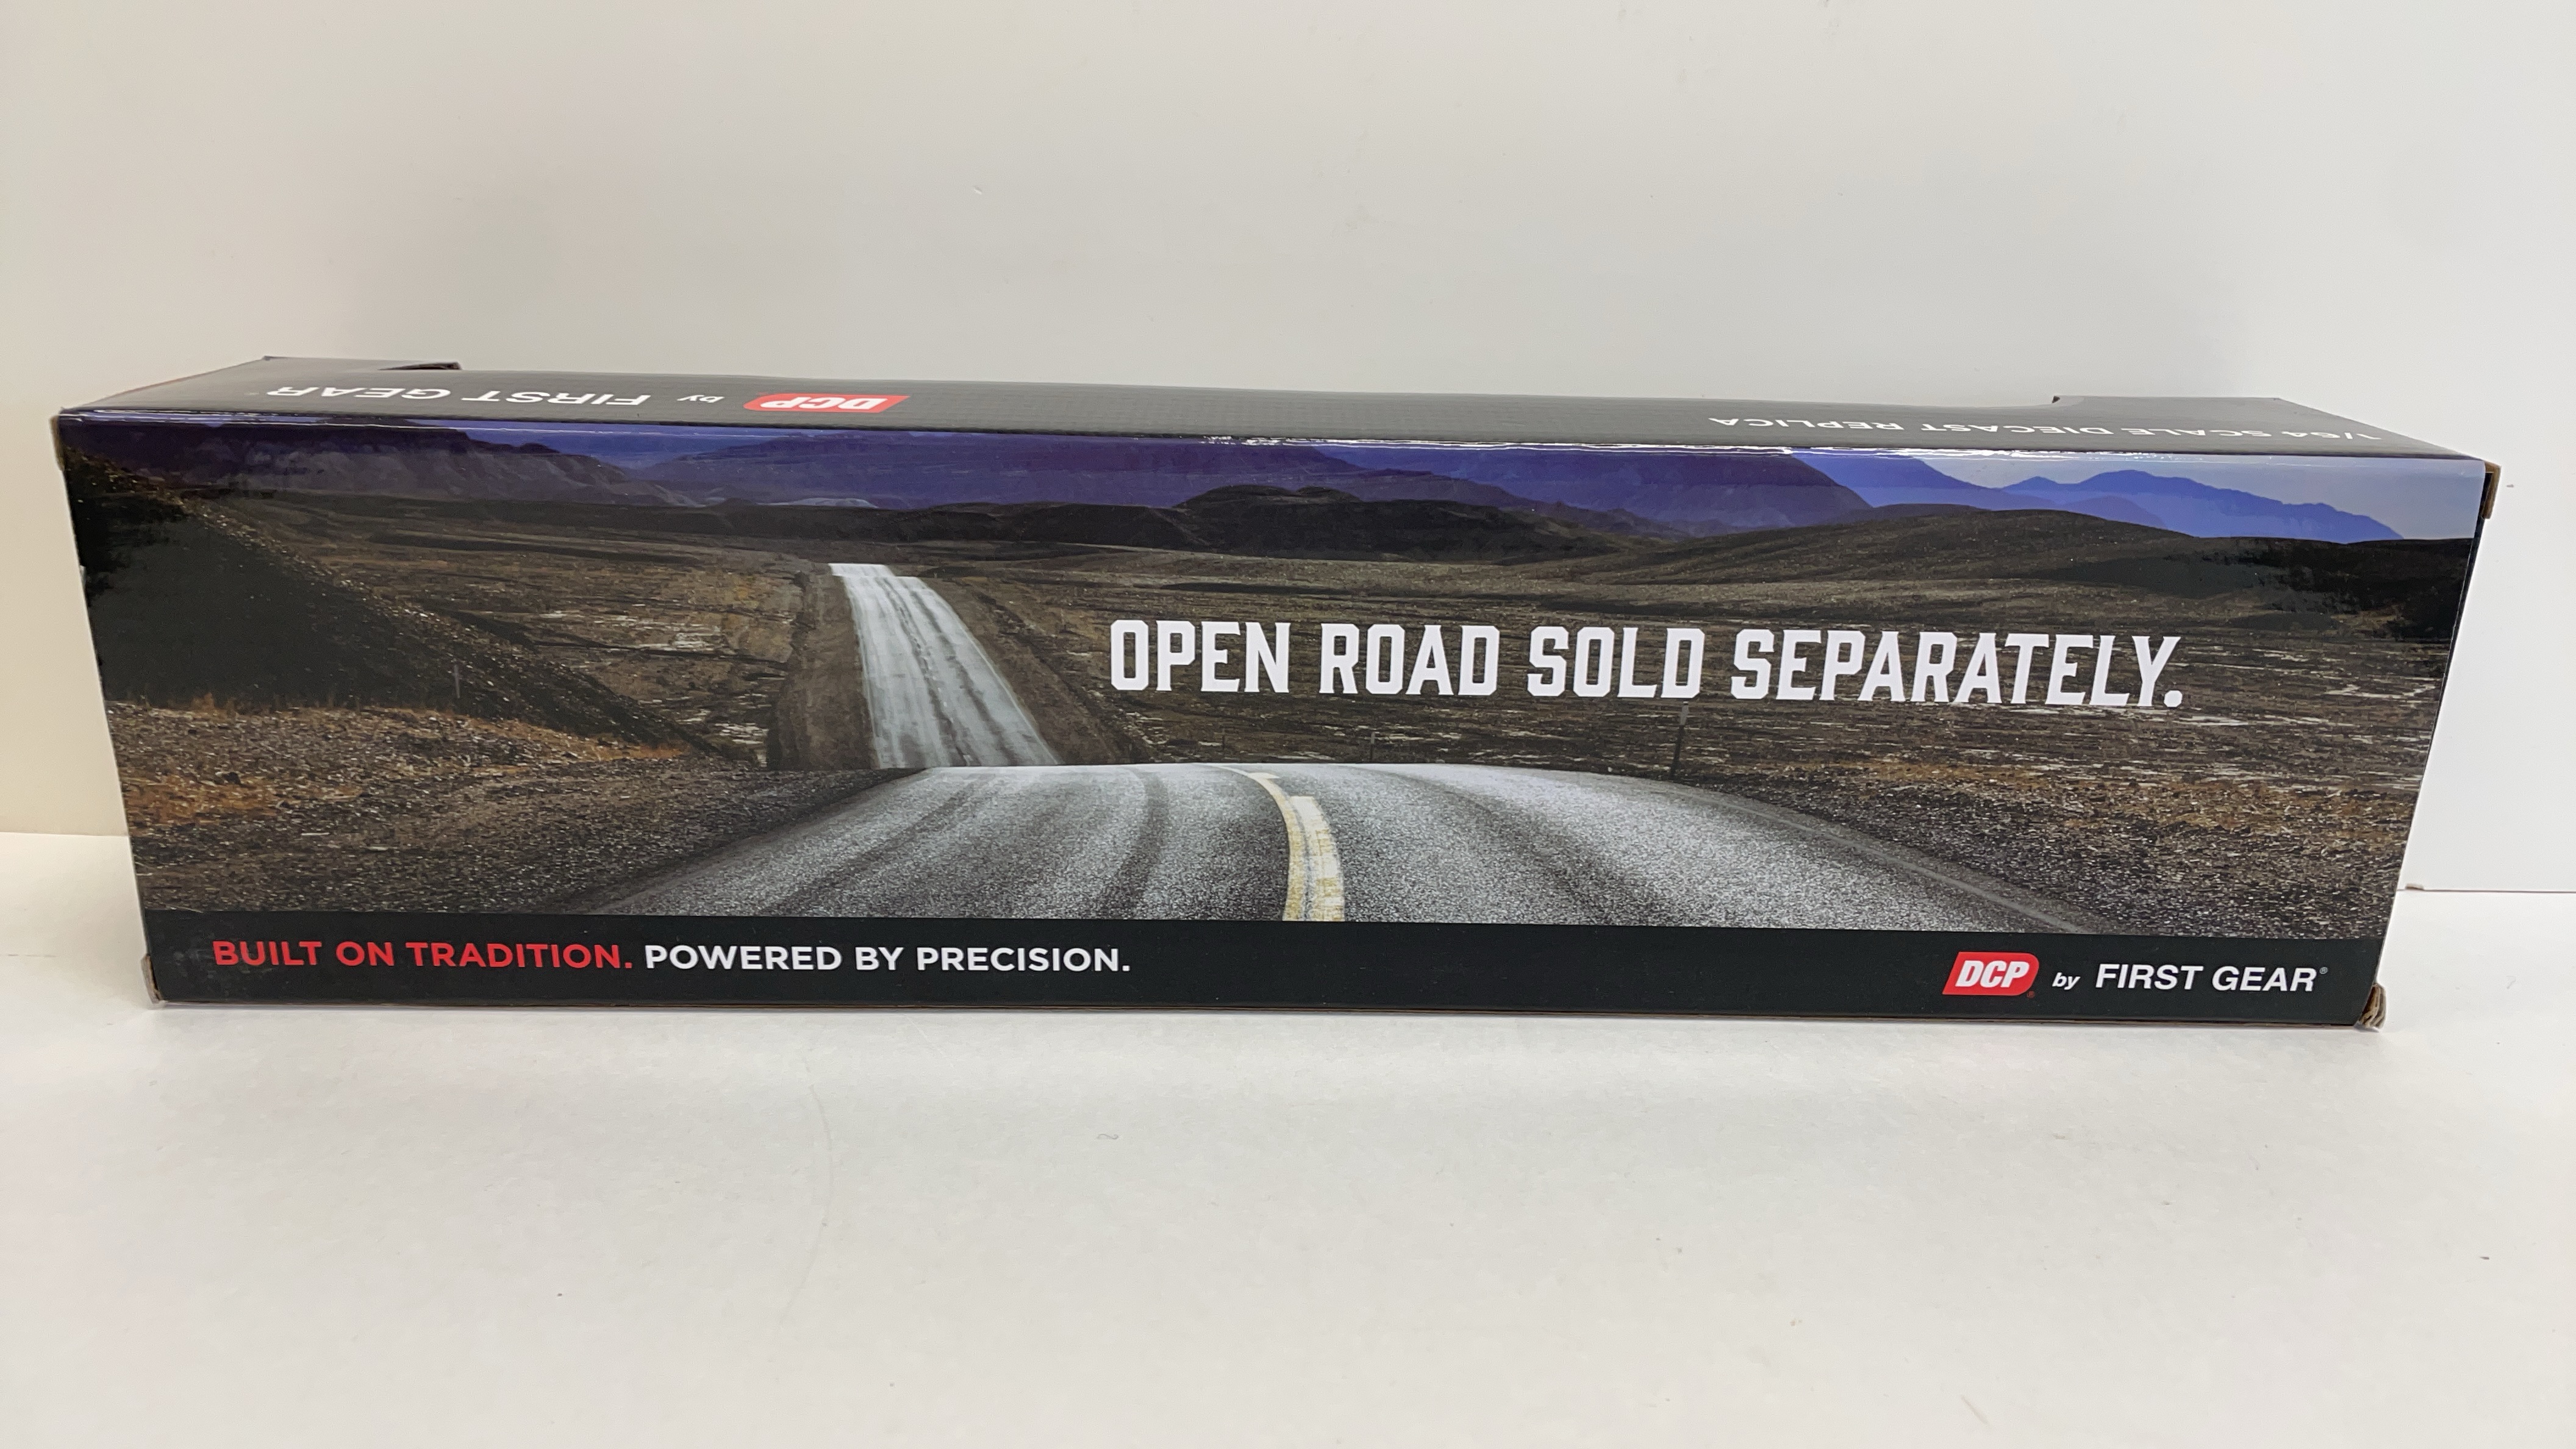 FIRST GEAR by DCP
1/64 SCALE DIECAST REPLICA
OPEN ROAD SOLD SEPARATELY.
BUILT ON TRADITION. POWERED BY PRECISION.
DCP® by FIRST GEAR®